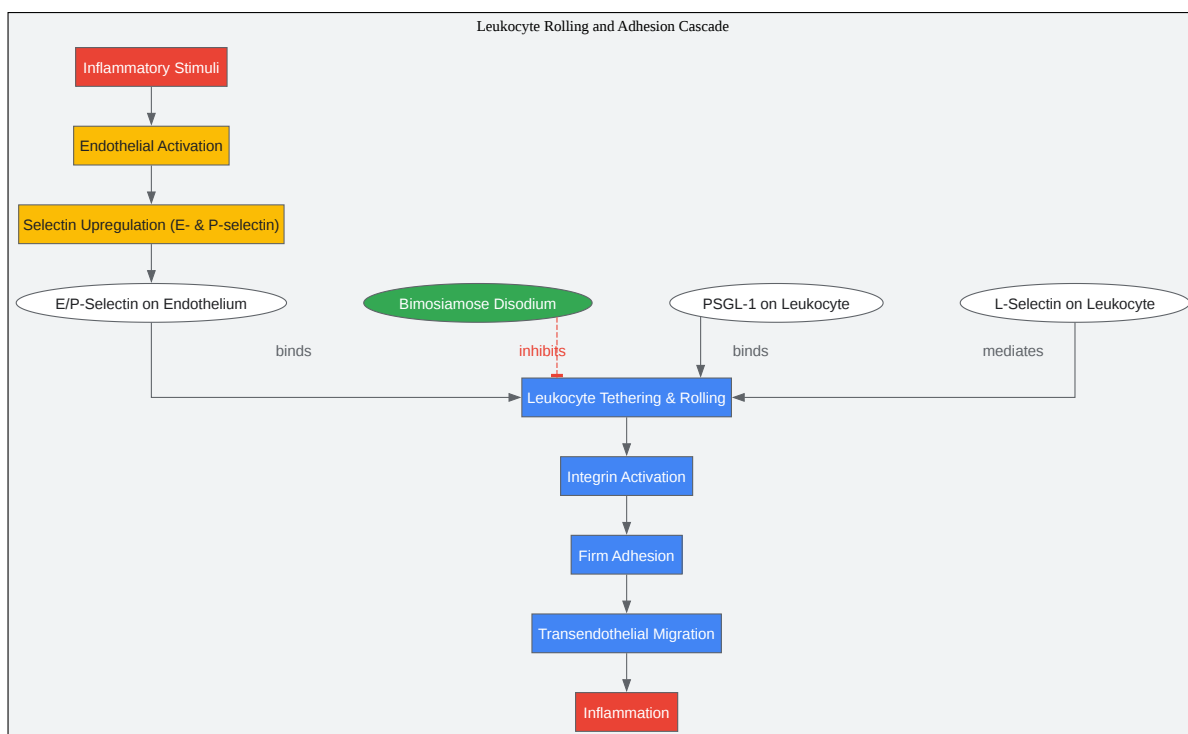 Leukocyte Rolling and Adhesion Cascade
Inflammatory Stimuli
Endothelial Activation
Selectin Upregulation (E- & P-selectin)
E/P-Selectin on Endothelium
Bimosiamose Disodium
PSGL-1 on Leukocyte
L-Selectin on Leukocyte
binds
inhibits
binds
mediates
Leukocyte Tethering & Rolling
Integrin Activation
Firm Adhesion
Transendothelial Migration
Inflammation